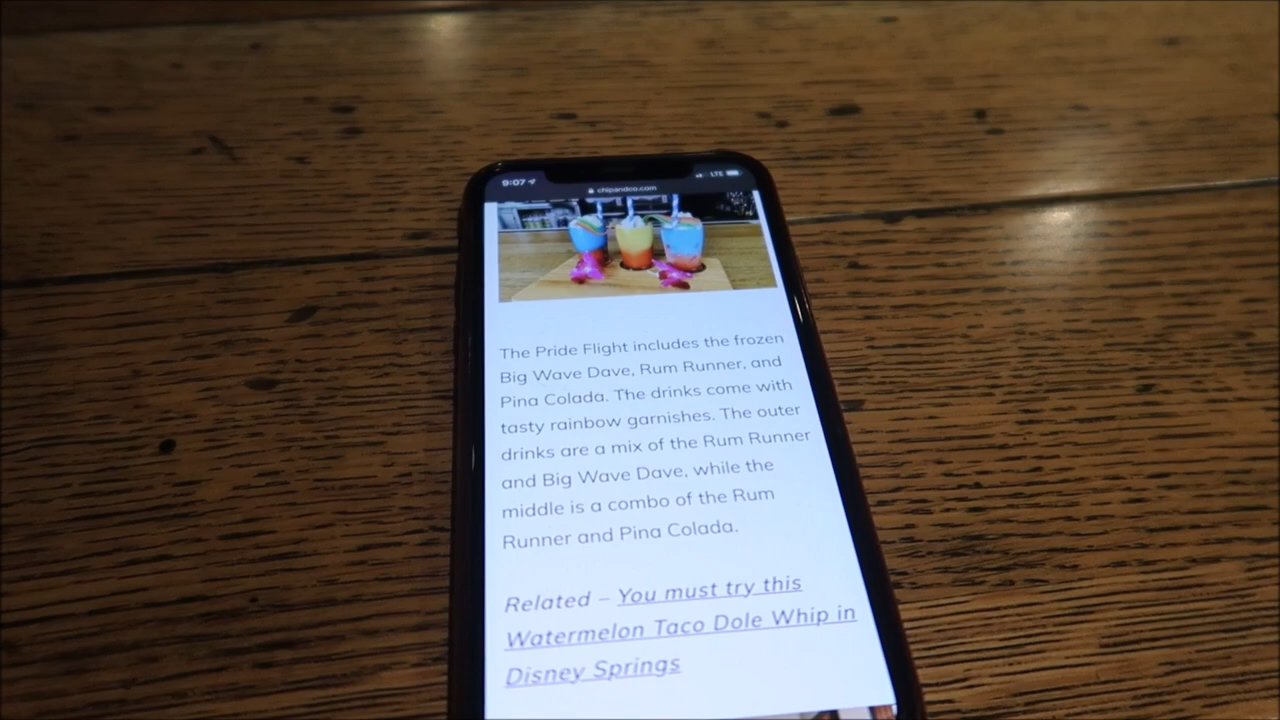 9:07
LTE
chipandco.com
The Pride Flight includes the frozen
Big Wave Dave, Rum Runner, and
Pina Colada. The drinks come with
tasty rainbow garnishes. The outer
drinks are a mix of the Rum Runner
and Big Wave Dave, while the
middle is a combo of the Rum
Runner and Pina Colada.
Related – You must try this
Watermelon Taco Dole Whip in
Disney Springs